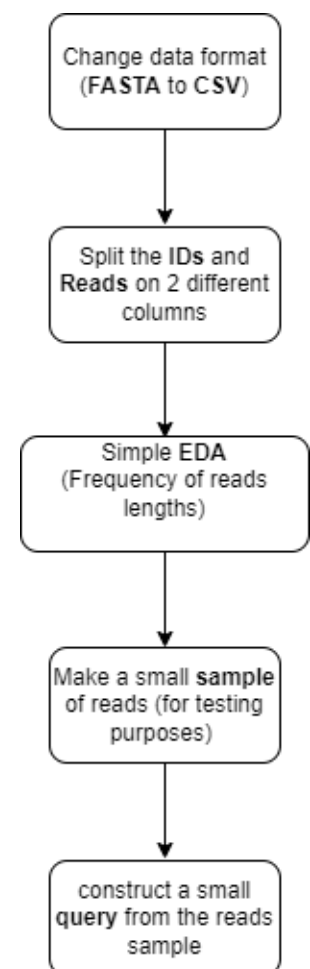 Change data format
(FASTA to CSV)
Split the IDs and
Reads on 2 different
columns
Simple EDA
(Frequency of reads
lengths)
Make a small sample
of reads (for testing
purposes)
construct a small
query from the reads
sample